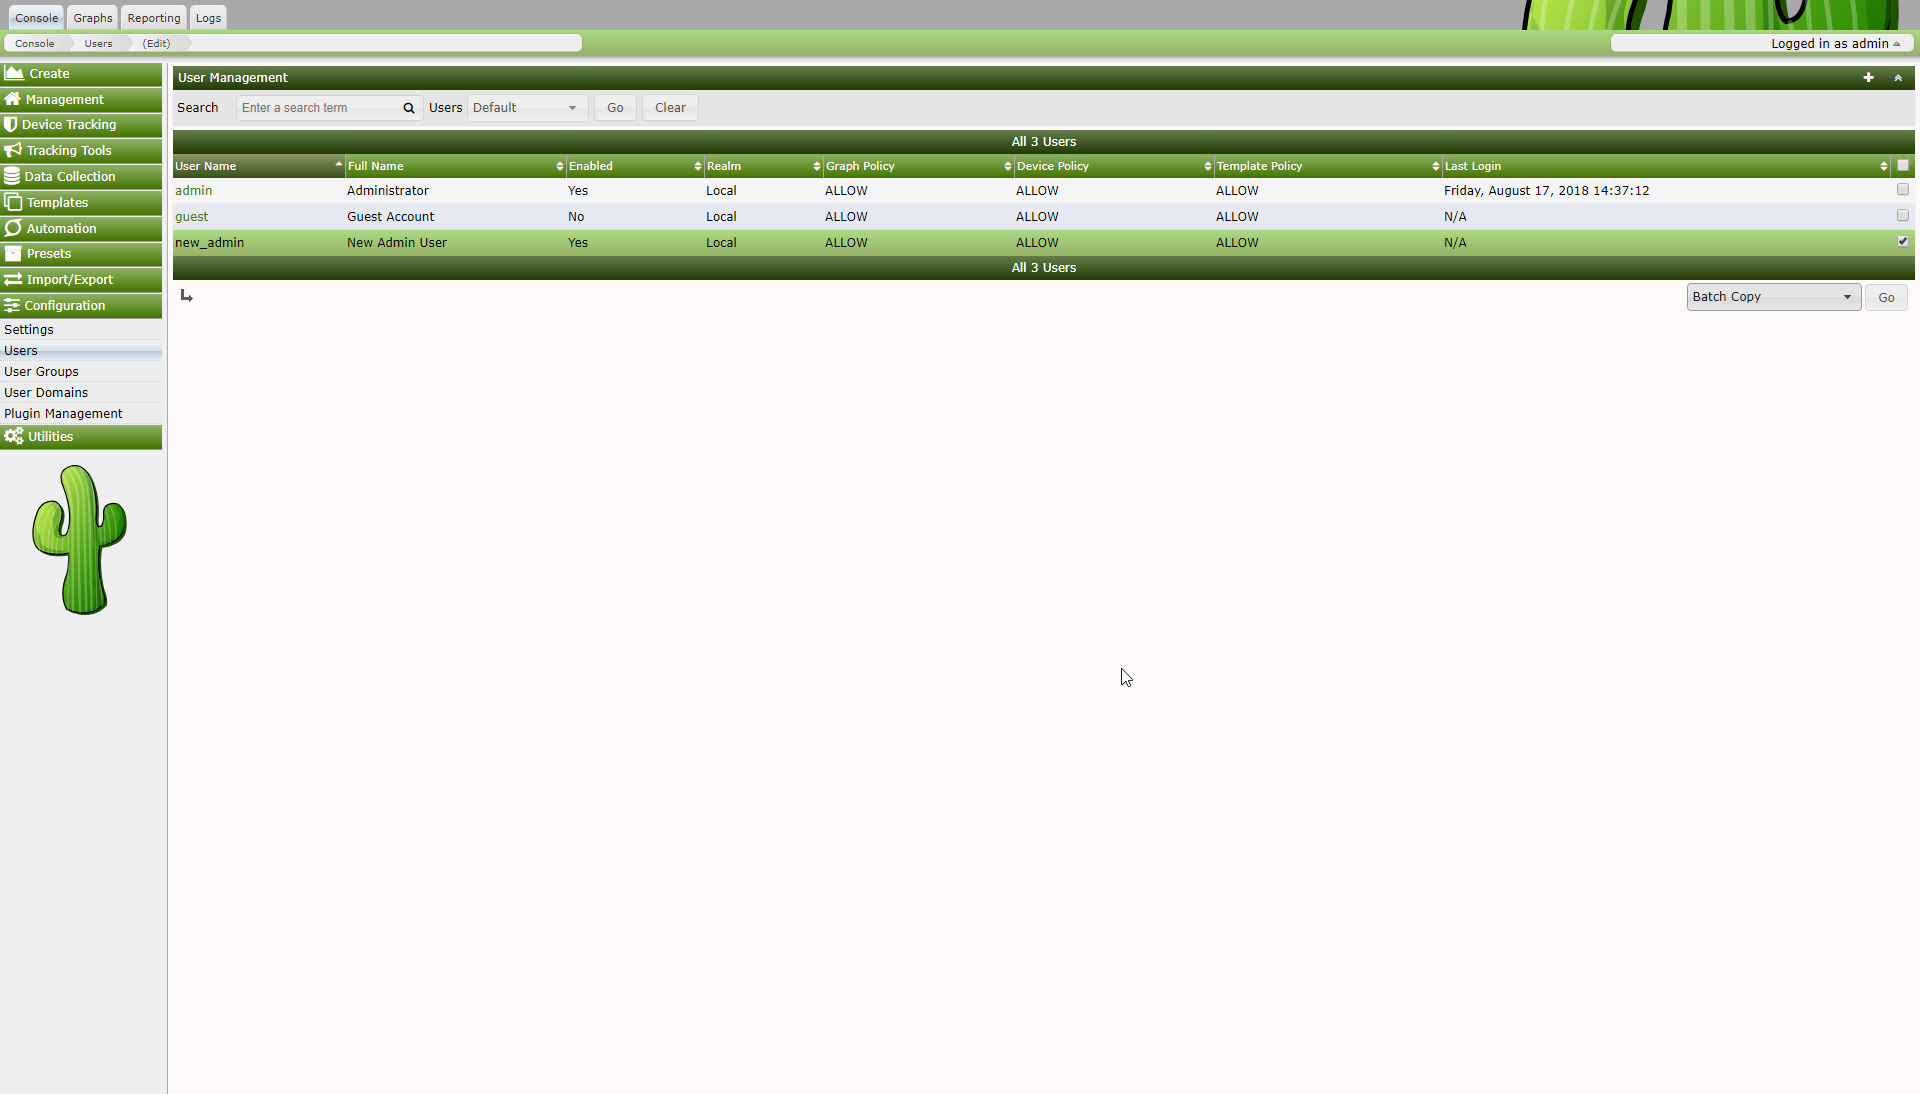 Console Graphs Reporting Logs
Console Users (Edit) Logged in as admin
Create
Management
Device Tracking
Tracking Tools
Data Collection
Templates
Automation
Presets
Import/Export
Configuration
Settings
Users
User Groups
User Domains
Plugin Management
Utilities
User Management
Search Enter a search term Users Default Go Clear
All 3 Users
User Name Full Name Enabled Realm Graph Policy Device Policy Template Policy Last Login
admin Administrator Yes Local ALLOW ALLOW ALLOW Friday, August 17, 2018 14:37:12
guest Guest Account No Local ALLOW ALLOW ALLOW N/A
new_admin New Admin User Yes Local ALLOW ALLOW ALLOW N/A
All 3 Users
Batch Copy Go